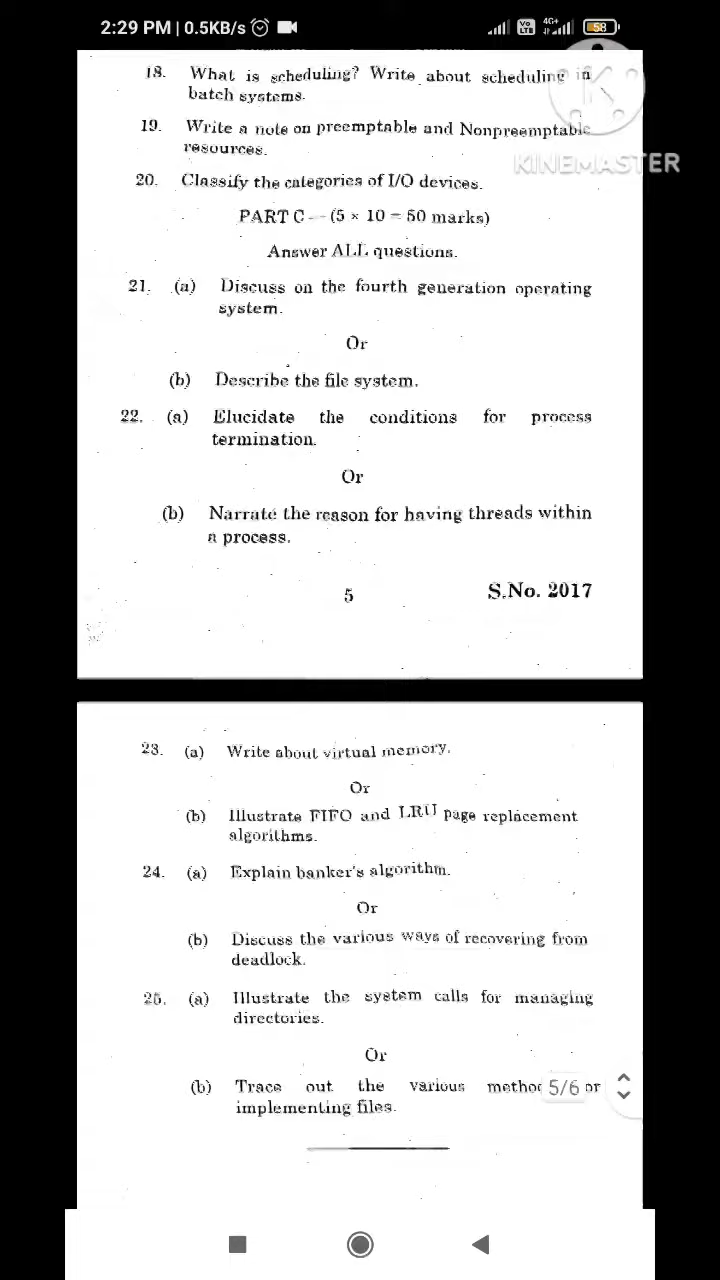 2:29 PM | 0.5KB/s
4G+
Vo LTE
58
18. What is scheduling? Write about scheduling in
batch systems.
KINEMASTER
19. Write a note on preemptable and Nonpreemptable
resources.
20. Classify the categories of I/O devices.
PART C — (5 × 10 = 50 marks)
Answer ALL questions.
21. (a) Discuss on the fourth generation operating
system.
Or
(b) Describe the file system.
22. (a) Elucidate the conditions for process
termination.
Or
(b) Narrate the reason for having threads within
a process.
5 S.No. 2017
23. (a) Write about virtual memory.
Or
(b) Illustrate FIFO and LRU page replacement
algorithms.
24. (a) Explain banker's algorithm.
Or
(b) Discuss the various ways of recovering from
deadlock.
25. (a) Illustrate the system calls for managing
directories.
Or
(b) Trace out the various 5/6 or
implementing files.